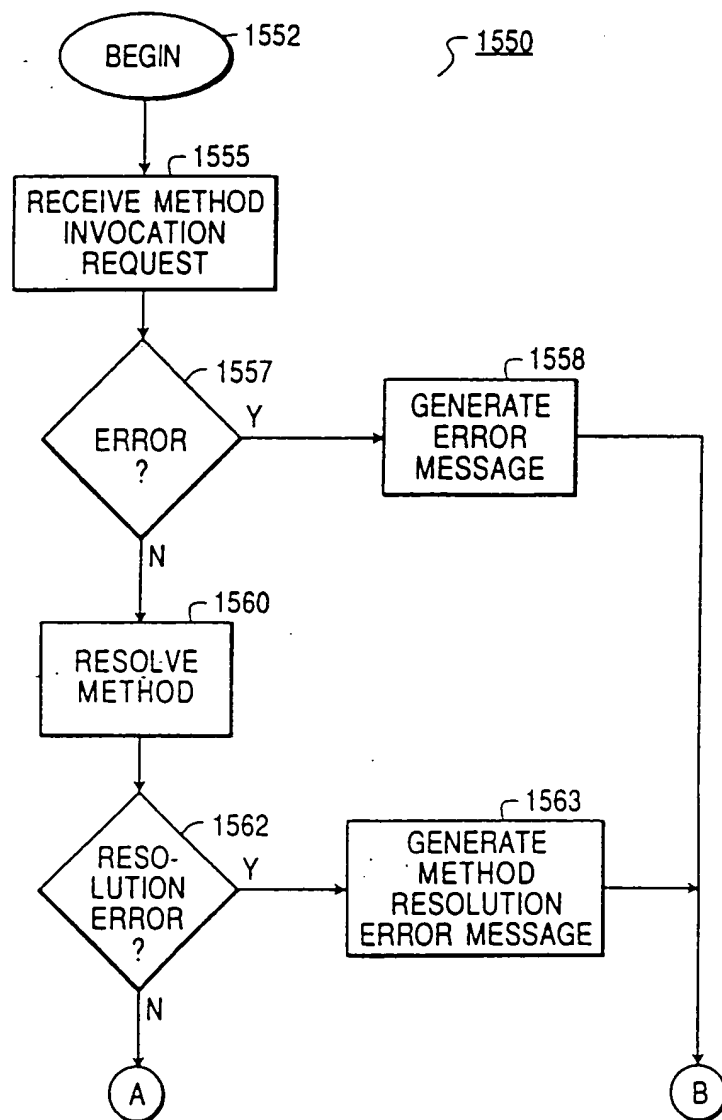 BEGIN
1552
1550
1555
RECEIVE METHOD
INVOCATION
REQUEST
1557
ERROR
?
Y
N
1558
GENERATE
ERROR
MESSAGE
1560
RESOLVE
METHOD
1562
RESO-
LUTION
ERROR
?
Y
N
1563
GENERATE
METHOD
RESOLUTION
ERROR MESSAGE
A
B